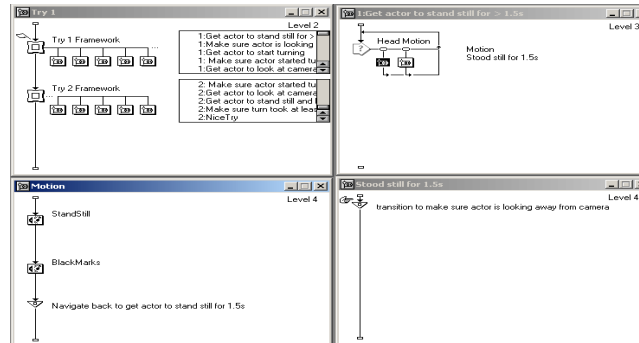 Try 1
Level 2
Try 1 Framework
1:Get actor to stand still for >
1:Make sure actor is looking
1:Get actor to start turning
1: Make sure actor started tu
1:Get actor to look at camera
Try 2 Framework
2: Make sure actor started tu
2:Get actor to look at camera
2:Get actor to stand still and
2:Make sure turn took at leas
2:NiceTry
1:Get actor to stand still for > 1.5s
Level 3
Head Motion
Motion
Stood still for 1.5s
Motion
Level 4
StandStill
BlackMarks
Navigate back to get actor to stand still for 1.5s
Stood still for 1.5s
Level 4
transition to make sure actor is looking away from camera